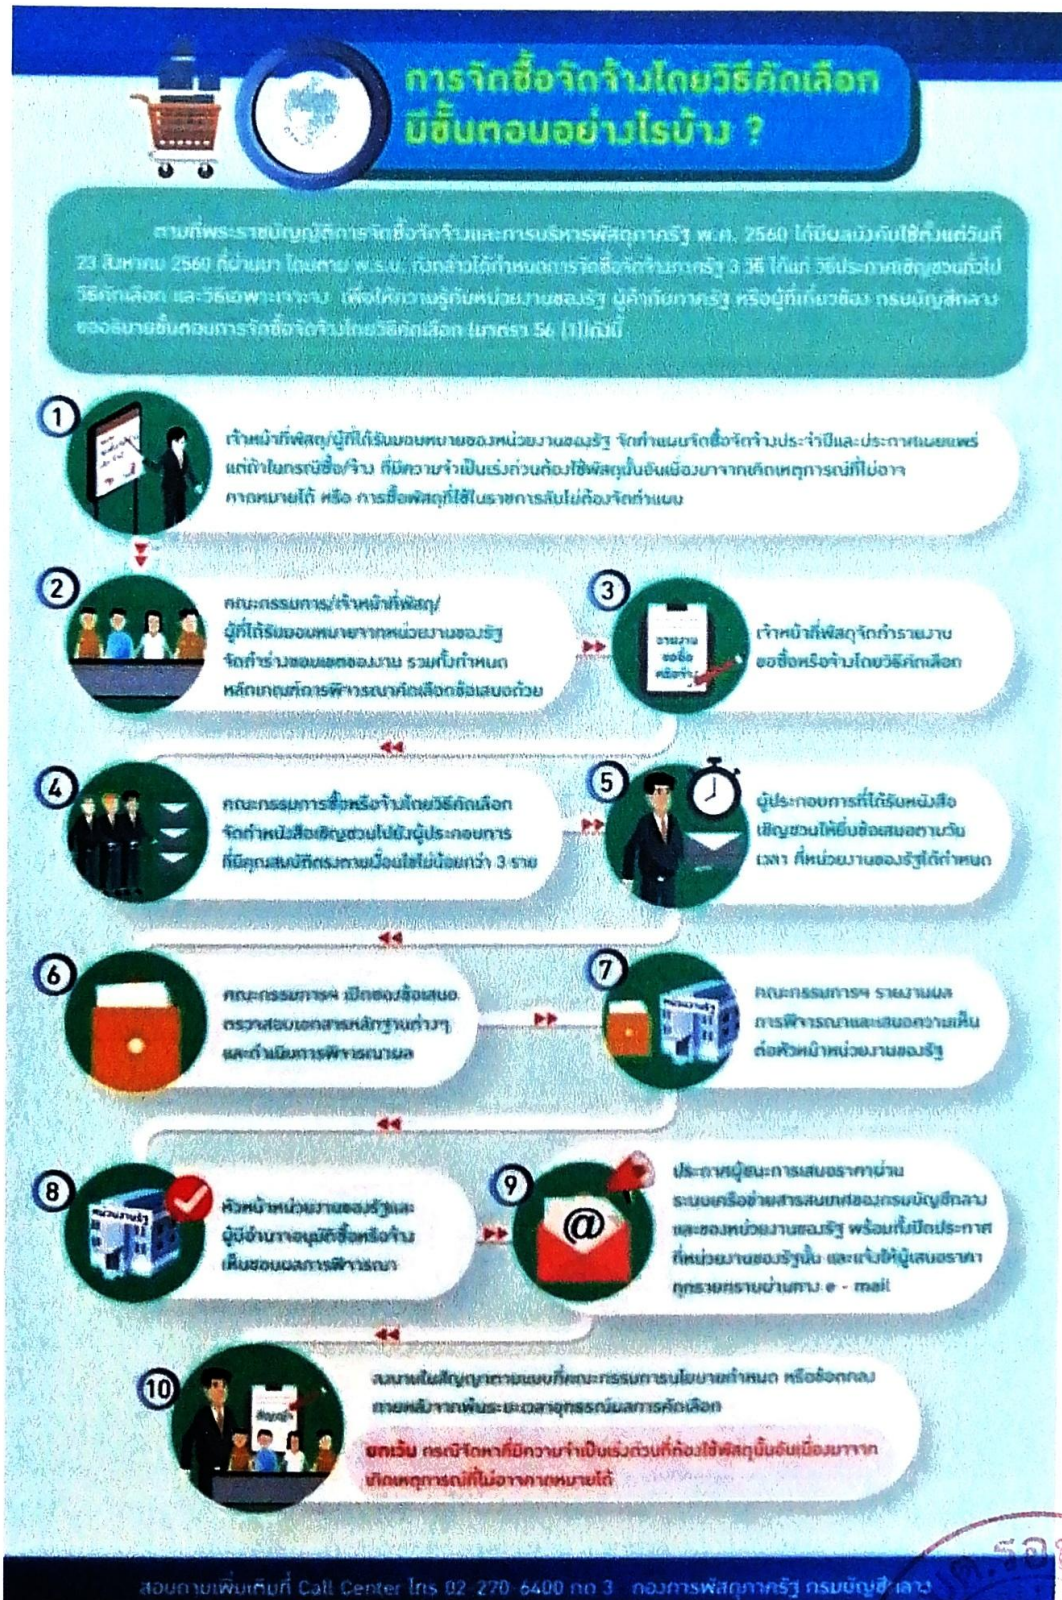 การจัดซื้อจัดจ้างโดยวิธีคัดเลือก
มีขั้นตอนอย่างไรบ้าง ?
ตามที่พระราชบัญญัติการจัดซื้อจัดจ้างและการบริหารพัสดุภาครัฐ พ.ศ. 2560 ได้มีผลบังคับใช้ตั้งแต่วันที่
23 สิงหาคม 2560 ที่ผ่านมา โดยตาม พ.ร.บ. ดังกล่าวได้กำหนดการจัดซื้อจัดจ้างภาครัฐ 3 วิธี ได้แก่ วิธีประกาศเชิญชวนทั่วไป
วิธีคัดเลือก และวิธีเฉพาะเจาะจง เพื่อให้ความรู้กับหน่วยงานของรัฐ ผู้ค้ากับภาครัฐ หรือผู้ที่เกี่ยวข้อง กรมบัญชีกลาง
ขออธิบายขั้นตอนการจัดซื้อจัดจ้างโดยวิธีคัดเลือก (มาตรา 56 (1))ดังนี้
1
เจ้าหน้าที่พัสดุ/ผู้ที่ได้รับมอบหมายของหน่วยงานของรัฐ จัดทำแผนจัดซื้อจัดจ้างประจำปีและประกาศเผยแพร่
แต่ถ้าในกรณีซื้อ/จ้าง ที่มีความจำเป็นเร่งด่วนต้องใช้พัสดุนั้นอันเนื่องมาจากเกิดเหตุการณ์ที่ไม่อาจ
คาดหมายได้ หรือ การซื้อพัสดุที่ใช้ในราชการลับไม่ต้องจัดทำแผน
2
คณะกรรมการ/เจ้าหน้าที่พัสดุ/
ผู้ที่ได้รับมอบหมายจากหน่วยงานของรัฐ
จัดทำร่างขอบเขตของงาน รวมทั้งกำหนด
หลักเกณฑ์การพิจารณาคัดเลือกข้อเสนอด้วย
3
รายงาน
ขอซื้อ
หรือจ้าง
เจ้าหน้าที่พัสดุจัดทำรายงาน
ขอซื้อหรือจ้างโดยวิธีคัดเลือก
4
คณะกรรมการซื้อหรือจ้างโดยวิธีคัดเลือก
จัดทำหนังสือเชิญชวนไปยังผู้ประกอบการ
ที่มีคุณสมบัติตรงตามเงื่อนไขไม่น้อยกว่า 3 ราย
5
ผู้ประกอบการที่ได้รับหนังสือ
เชิญชวนให้ยื่นข้อเสนอตามวัน
เวลา ที่หน่วยงานของรัฐได้กำหนด
6
คณะกรรมการฯ เปิดซองข้อเสนอ
ตรวจสอบเอกสารหลักฐานต่างๆ
และดำเนินการพิจารณาผล
7
หน่วยงานรัฐ
คณะกรรมการฯ รายงานผล
การพิจารณาและเสนอความเห็น
ต่อหัวหน้าหน่วยงานของรัฐ
8
หน่วยงานรัฐ
หัวหน้าหน่วยงานของรัฐและ
ผู้มีอำนาจอนุมัติซื้อหรือจ้าง
เห็นชอบผลการพิจารณา
9
@
ประกาศผู้ชนะการเสนอราคาผ่าน
ระบบเครือข่ายสารสนเทศของกรมบัญชีกลาง
และของหน่วยงานของรัฐ พร้อมทั้งปิดประกาศ
ที่หน่วยงานของรัฐนั้น และแจ้งให้ผู้เสนอราคา
ทุกรายทราบผ่านทาง e - mail
10
สัญญา
ลงนามในสัญญาตามแบบที่คณะกรรมการนโยบายกำหนด หรือข้อตกลง
ภายหลังจากพ้นระยะเวลาอุทธรณ์ผลการคัดเลือก
ยกเว้น กรณีจัดหาที่มีความจำเป็นเร่งด่วนที่ต้องใช้พัสดุนั้นอันเนื่องมาจาก
เกิดเหตุการณ์ที่ไม่อาจคาดหมายได้
สอบถามเพิ่มเติมที่ Call Center โทร 02-270-6400 กด 3 กองการพัสดุภาครัฐ กรมบัญชีกลาง